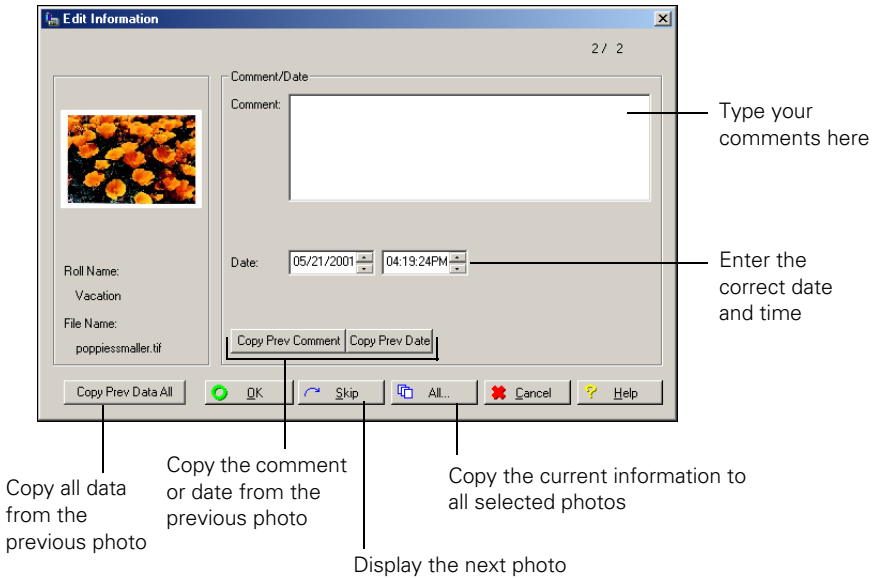 Edit Information
2/ 2
Comment/Date
Comment:
Type your
comments here
Date:
05/21/2001
04:19:24PM
Enter the
correct date
and time
Roll Name:
Vacation
File Name:
poppiessmaller.tif
Copy Prev Comment
Copy Prev Date
Copy Prev Data All
OK
Skip
All...
Cancel
Help
Copy all data
from the
previous photo
Copy the comment
or date from the
previous photo
Copy the current information to
all selected photos
Display the next photo